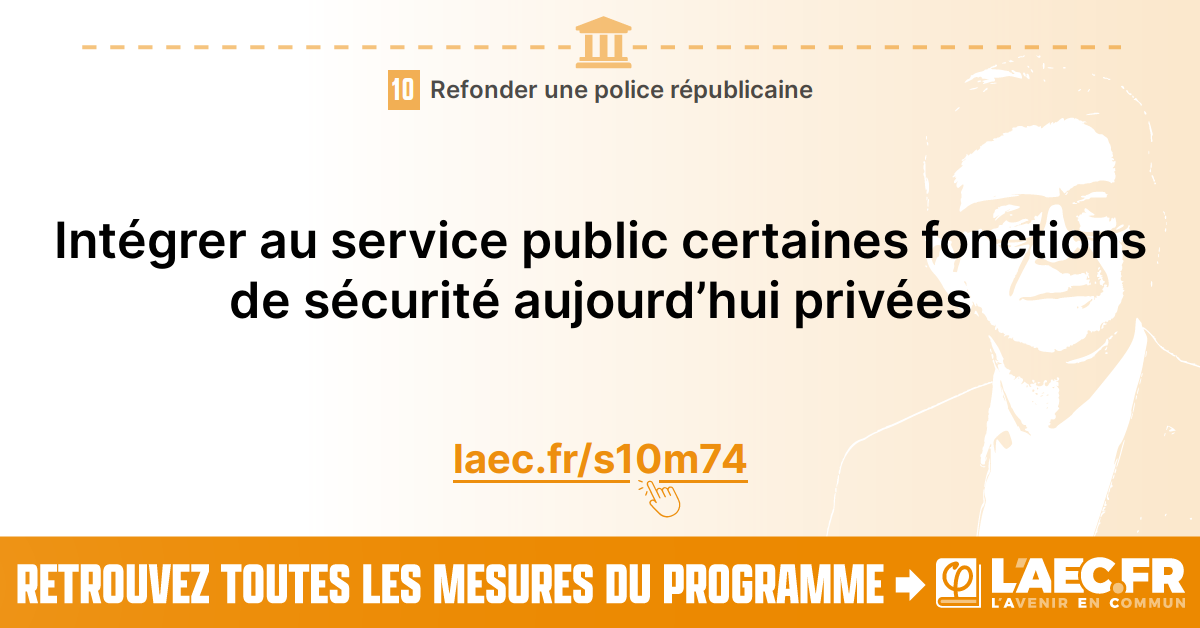 10 Refonder une police républicaine
Intégrer au service public certaines fonctions
de sécurité aujourd’hui privées
laec.fr/s10m74
RETROUVEZ TOUTES LES MESURES DU PROGRAMME
L'AEC.FR
L'AVENIR EN COMMUN